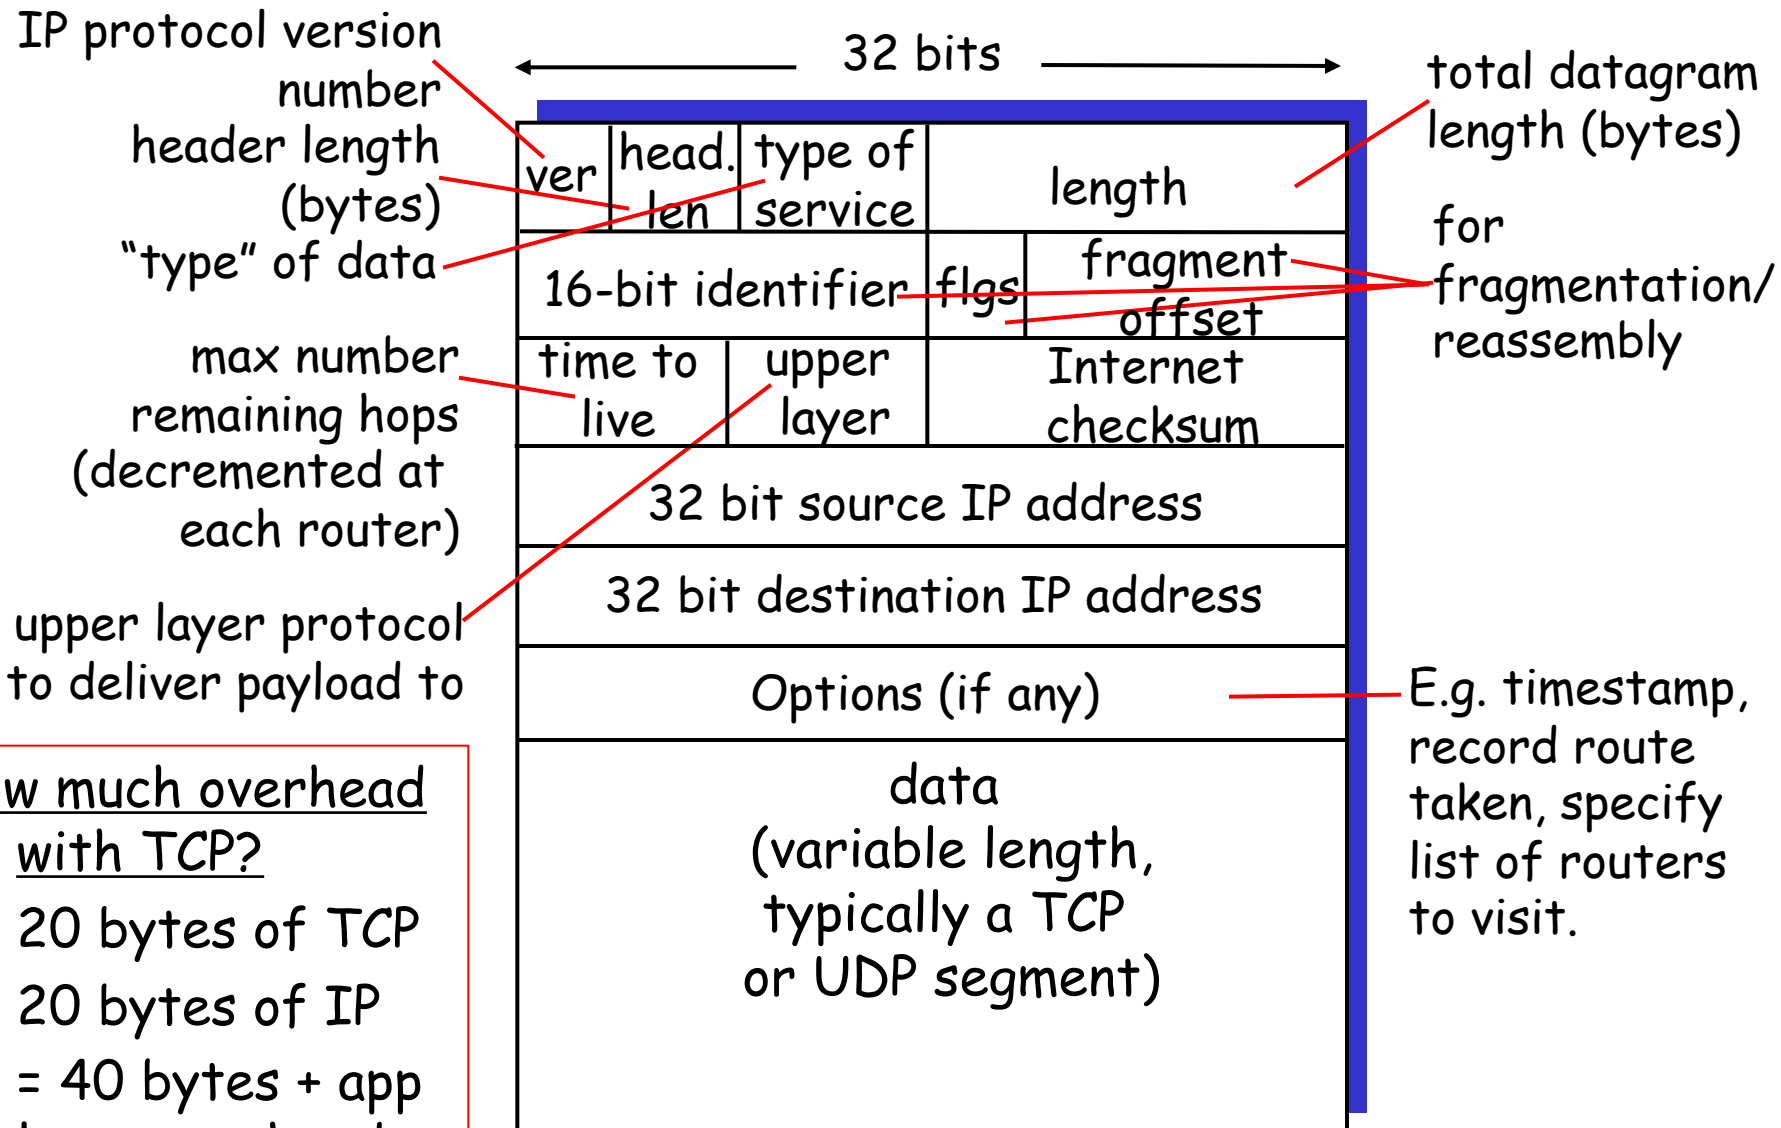 IP protocol version
number
header length
(bytes)
"type" of data
max number
remaining hops
(decremented at
each router)
upper layer protocol
to deliver payload to
much overhead
with TCP?
20 bytes of TCP
20 bytes of IP
= 40 bytes + app
32 bits
ver
head.
len
type of
service
length
16-bit identifier
flgs
fragment
offset
time to
live
upper
layer
Internet
checksum
32 bit source IP address
32 bit destination IP address
Options (if any)
data
(variable length,
typically a TCP
or UDP segment)
total datagram
length (bytes)
for
fragmentation/
reassembly
E.g. timestamp,
record route
taken, specify
list of routers
to visit.